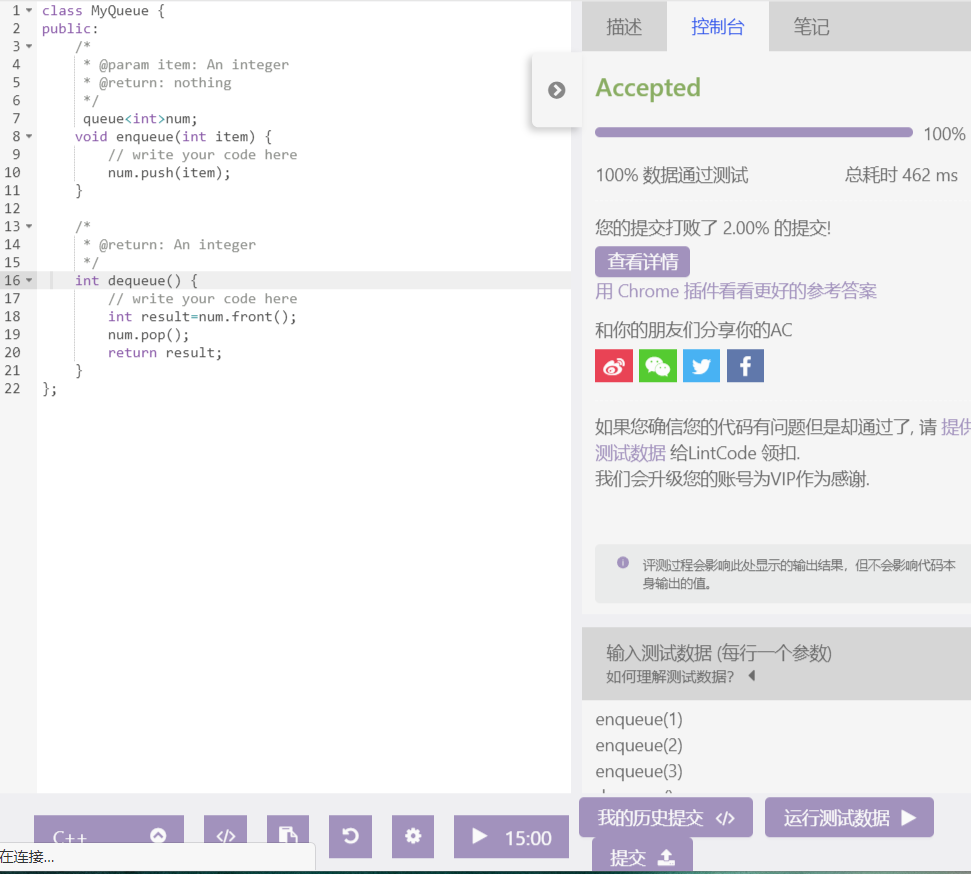 1 class MyQueue {
2 public:
3 /*
4 * @param item: An integer
5 * @return: nothing
6 */
7 queue<int>num;
8 void enqueue(int item) {
9 // write your code here
10 num.push(item);
11 }
12
13 /*
14 * @return: An integer
15 */
16 int dequeue() {
17 // write your code here
18 int result=num.front();
19 num.pop();
20 return result;
21 }
22 };
描述 控制台 笔记
Accepted
100%
100% 数据通过测试 总耗时 462 ms
您的提交打败了 2.00% 的提交!
查看详情
用 Chrome 插件看看更好的参考答案
和你的朋友们分享你的AC
如果您确信您的代码有问题但是却通过了, 请 提供
测试数据 给LintCode 领扣.
我们会升级您的账号为VIP作为感谢.
评测过程会影响此处显示的输出结果，但不会影响代码本
身输出的值。
输入测试数据 (每行一个参数)
如何理解测试数据?
enqueue(1)
enqueue(2)
enqueue(3)
我的历史提交 </> 运行测试数据
C++ </> 15:00
提交
在连接...